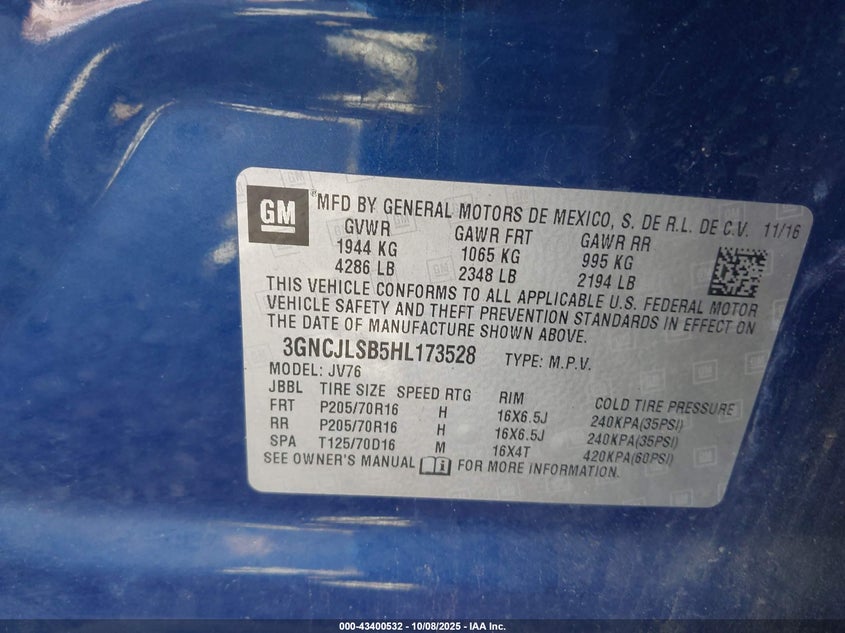 GM
® MFD BY GENERAL MOTORS DE MEXICO, S. DE R.L. DE C.V. 11/16
GVWR GAWR FRT GAWR RR
1944 KG 1065 KG 995 KG
4286 LB 2348 LB 2194 LB
THIS VEHICLE CONFORMS TO ALL APPLICABLE U.S. FEDERAL MOTOR
VEHICLE SAFETY AND THEFT PREVENTION STANDARDS IN EFFECT ON
THE DATE OF MANUFACTURE SHOWN ABOVE.
3GNCJLSB5HL173528 TYPE: M.P.V.
MODEL: JV76
JBBL TIRE SIZE SPEED RTG RIM COLD TIRE PRESSURE
FRT P205/70R16 H 16X6.5J 240KPA(35PSI)
RR P205/70R16 H 16X6.5J 240KPA(35PSI)
SPA T125/70D16 M 16X4T 420KPA(60PSI)
SEE OWNER'S MANUAL FOR MORE INFORMATION.
000-43400532 - 10/08/2025 - IAA Inc.